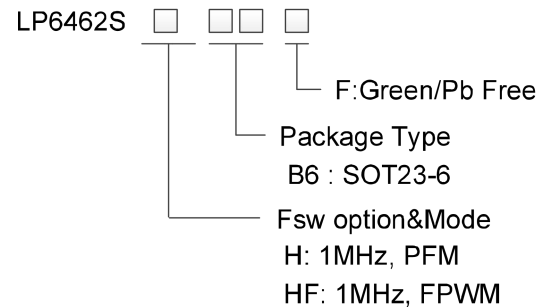 LP6462S
F:Green/Pb Free
Package Type
B6 : SOT23-6
Fsw option&Mode
H: 1MHz, PFM
HF: 1MHz, FPWM